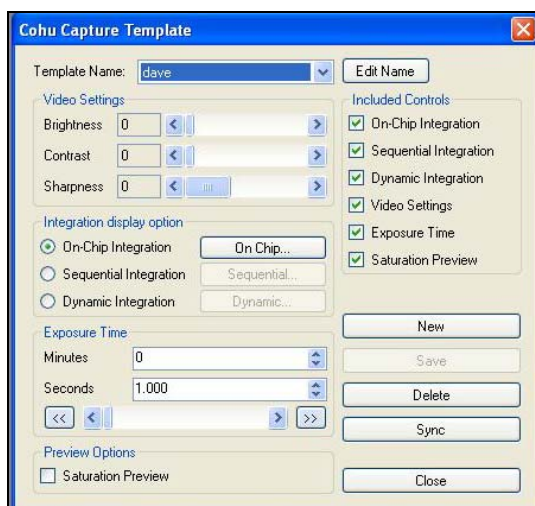 Cohu Capture Template
Template Name: dave Edit Name
Video Settings
Brightness 0
Contrast 0
Sharpness 0
Included Controls
On-Chip Integration
Sequential Integration
Dynamic Integration
Video Settings
Exposure Time
Saturation Preview
Integration display option
On-Chip Integration On Chip...
Sequential Integration Sequential...
Dynamic Integration Dynamic...
Exposure Time
Minutes 0
Seconds 1.000
<< >>
Preview Options
Saturation Preview
New
Save
Delete
Sync
Close